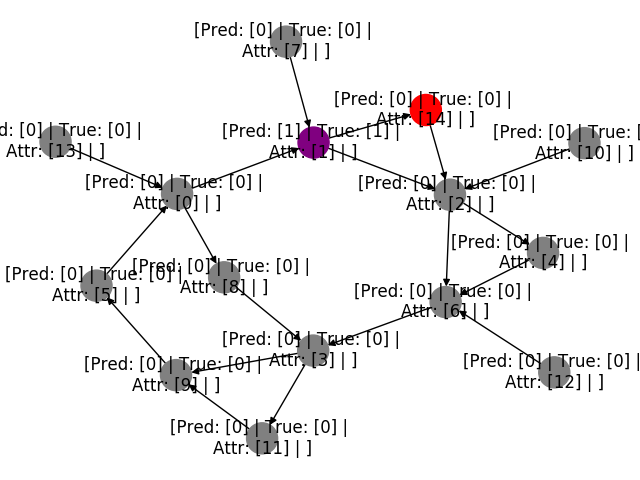 [Pred: [0] | True: [0] |
Attr: [7] | ]
[Pred: [0] | True: [0] |
Attr: [14] | ]
d: [0] | True: [0] |
Attr: [13] | ]
[Pred: [1] | True: [1] |
Attr: [1] | ]
[Pred: [0] | True: [0]
Attr: [10] | ]
[Pred: [0] | True: [0] |
Attr: [0] | ]
[Pred: [0] | True: [0] |
Attr: [2] | ]
[Pred: [0] | True: [0] |
Attr: [4] | ]
[Pred: [0] | True: [0] |
Attr: [5] | ]
[Pred: [0] | True: [0] |
Attr: [8] | ]
[Pred: [0] | True: [0] |
Attr: [6] | ]
[Pred: [0] | True: [0] |
Attr: [3] | ]
[Pred: [0] | True: [0] |
Attr: [9] | ]
[Pred: [0] | True: [0]
Attr: [12] | ]
[Pred: [0] | True: [0] |
Attr: [11] | ]